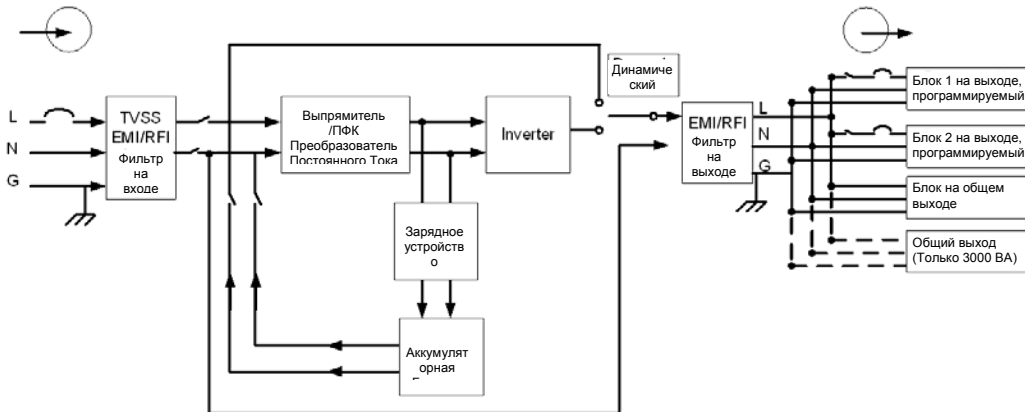 L
N
G
TVSS
EMI/RFI
Фильтр
на
входе
Выпрямитель
/ПФК
Преобразователь
Постоянного Тока
Inverter
Динамиче
ский
Зарядное
устройств
о
Аккумулят
орная
EMI/RFI
Фильтр
на
выходе
L
N
G
Блок 1 на выходе,
программируемый
Блок 2 на выходе,
программируемый
Блок на общем
выходе
Общий выход
(Только 3000 ВА)